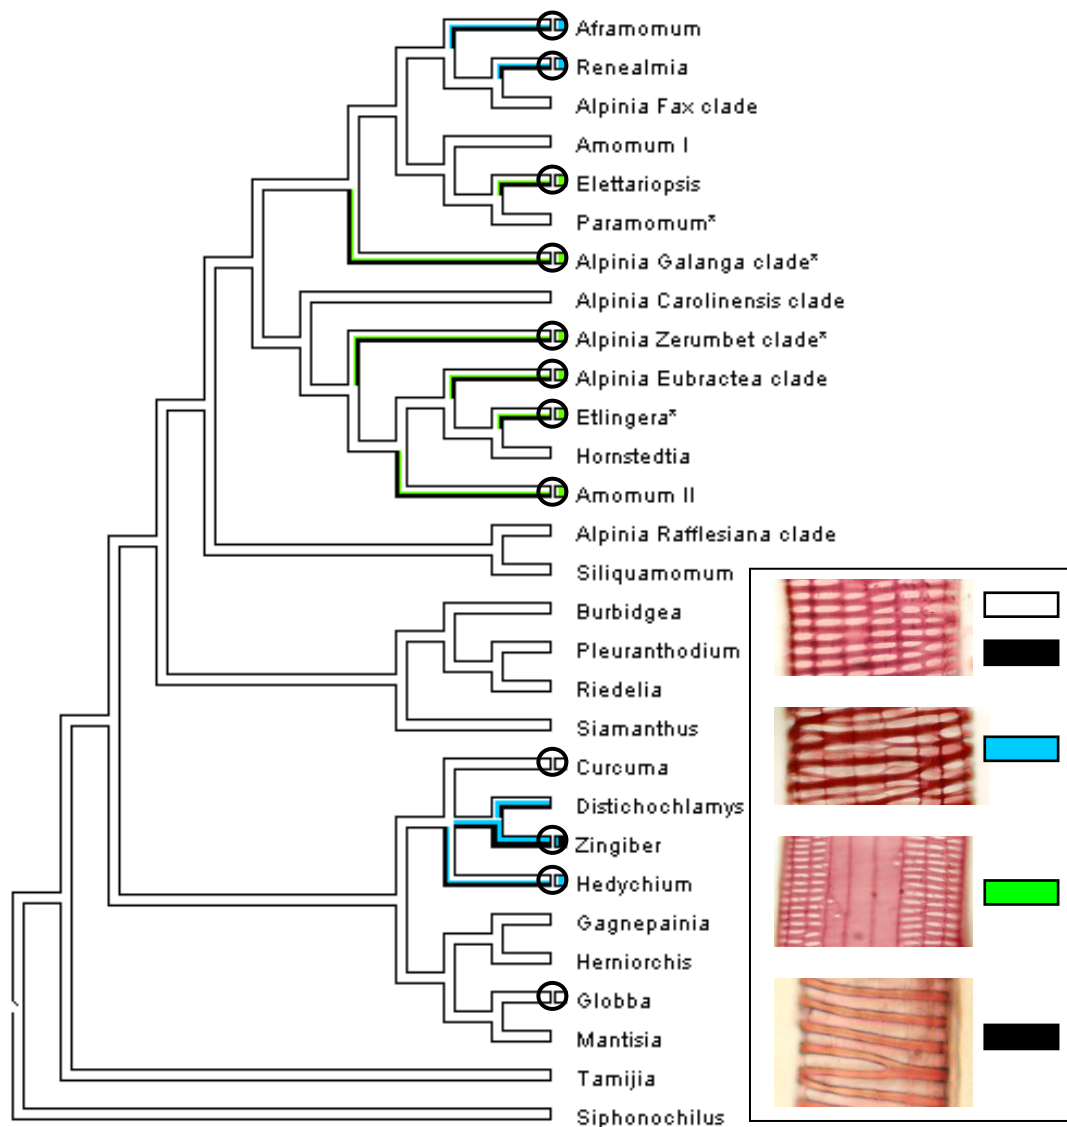 Aframomum
Renealmia
Alpinia Fax clade
Amomum I
Elettariopsis
Paramomum*
Alpinia Galanga clade*
Alpinia Carolinensis clade
Alpinia Zerumbet clade*
Alpinia Eubractea clade
Etlingera*
Hornstedtia
Amomum II
Alpinia Rafflesiana clade
Siliquamomum
Burbidgea
Pleuranthodium
Riedelia
Siamanthus
Curcuma
Distichochlamys
Zingiber
Hedychium
Gagnepainia
Herniorchis
Globba
Mantisia
Tamijia
Siphonochilus